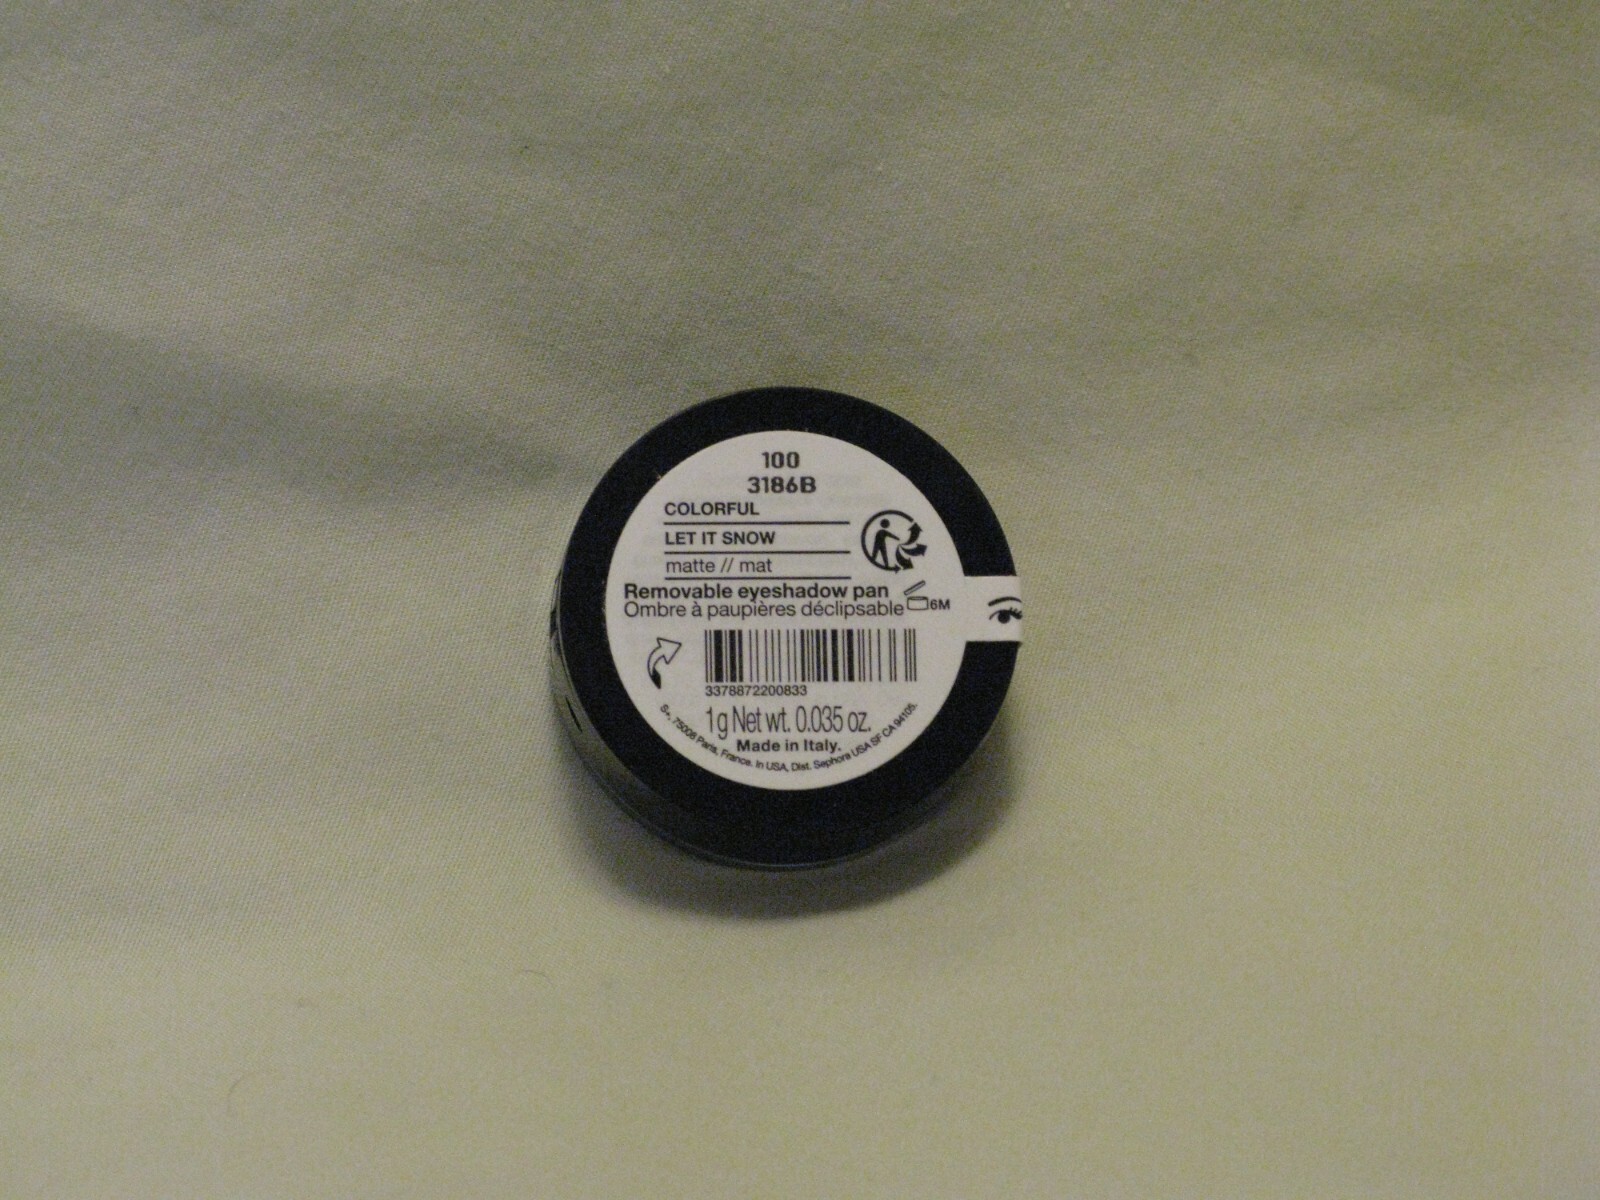 100
3186B
COLORFUL
LET IT SNOW
matte // mat
Removable eyeshadow pan
Ombre à paupières déclipsable
6M
3378872200833
1g Net wt. 0.035 oz.
Made in Italy.
S+, 75008 Paris, France. In USA, Dist. Sephora USA SF CA 94105.